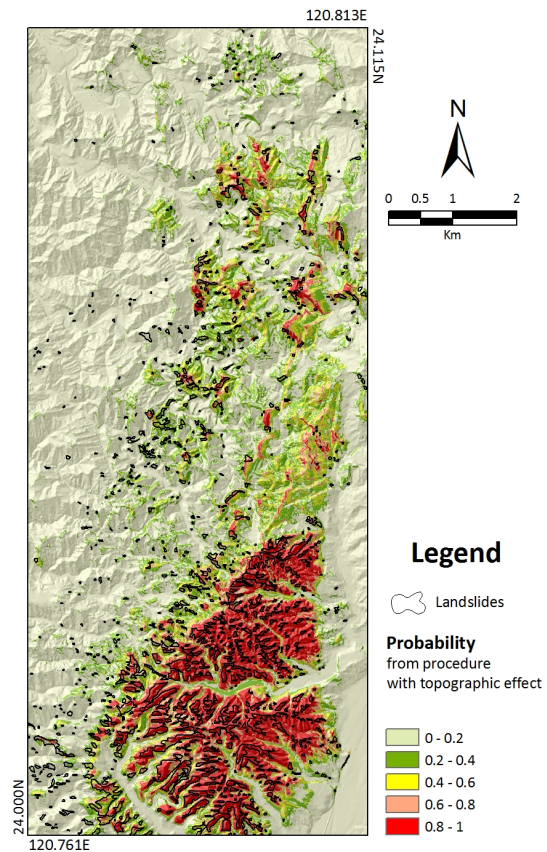 120.813E
24.115N
N
0 0.5 1 2
Km
Legend
Landslides
Probability
from procedure
with topographic effect
0 - 0.2
0.2 - 0.4
0.4 - 0.6
0.6 - 0.8
0.8 - 1
24.000N
120.761E